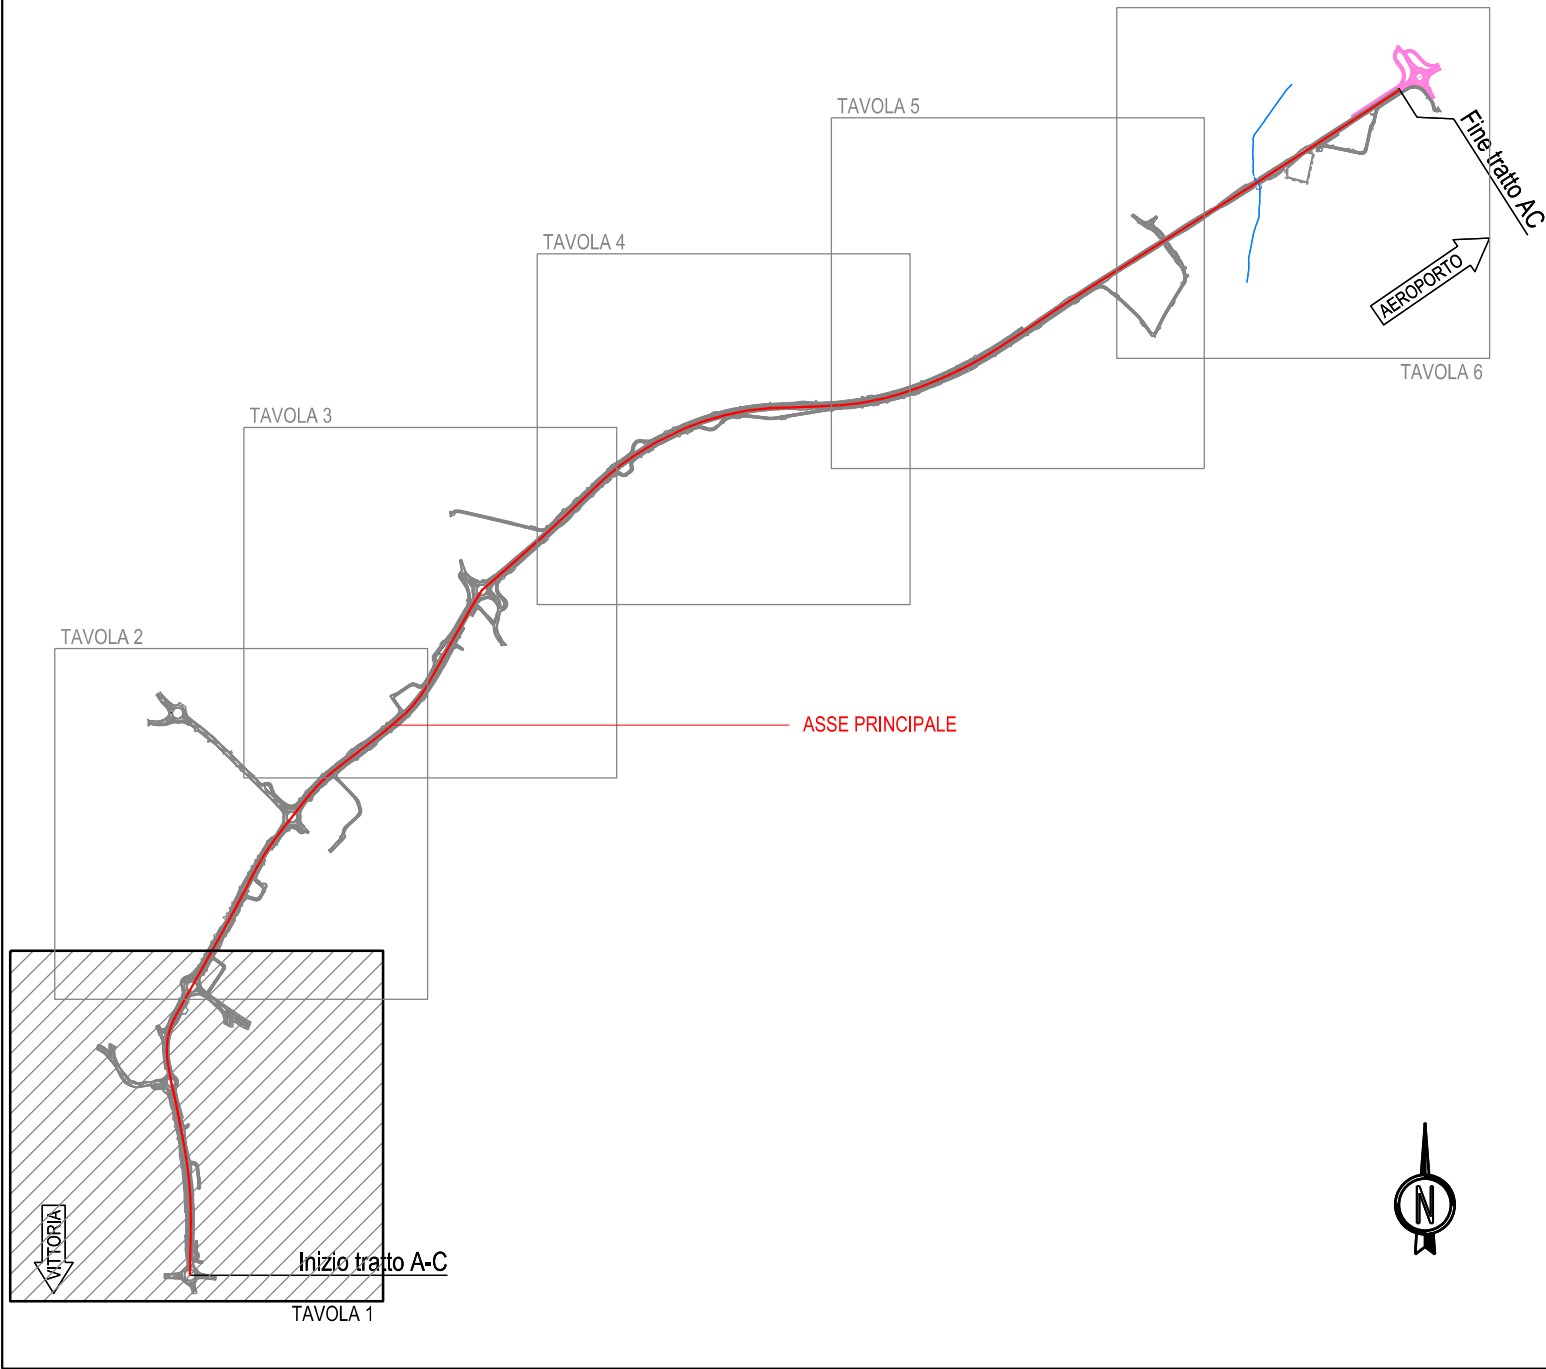 TAVOLA 5
Fine tratto AC
TAVOLA 4
AEROPORTO
TAVOLA 6
TAVOLA 3
TAVOLA 2
ASSE PRINCIPALE
N
VITTORIA
Inizio tratto A-C
TAVOLA 1